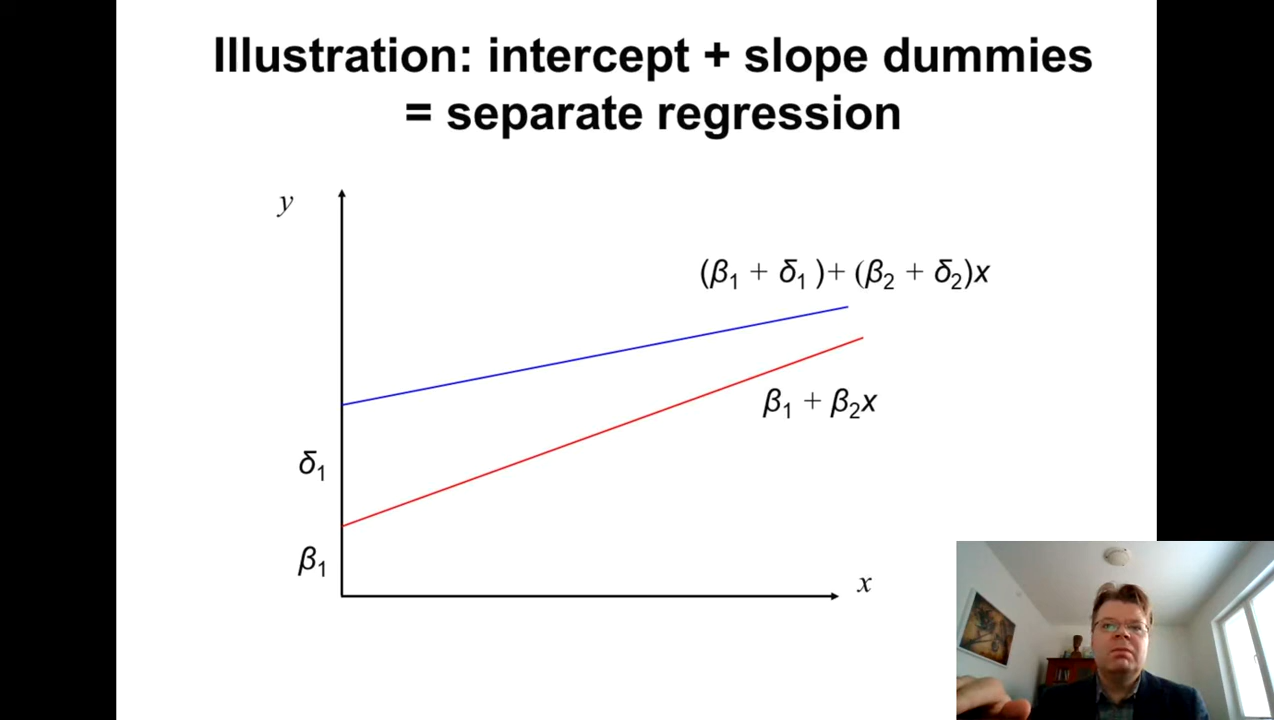 Illustration: intercept + slope dummies
= separate regression
y
(β₁ + δ₁ )+ (β₂ + δ₂)x
β₁ + β₂x
δ₁
β₁
x